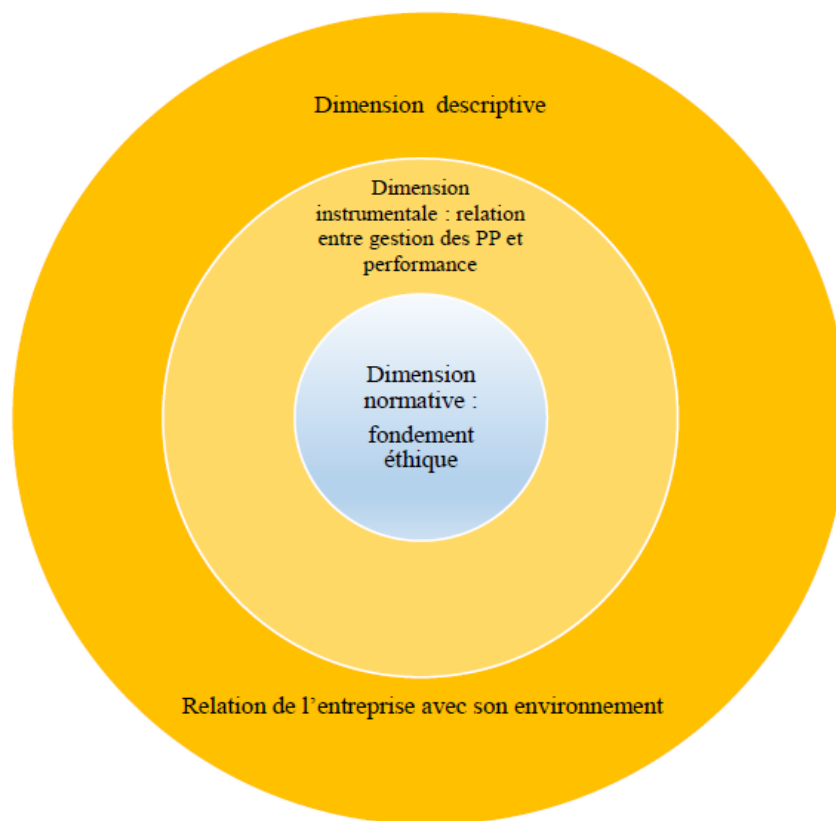 Dimension descriptive
Dimension
instrumentale : relation
entre gestion des PP et
performance
Dimension
normative :
fondement
éthique
Relation de l’entreprise avec son environnement